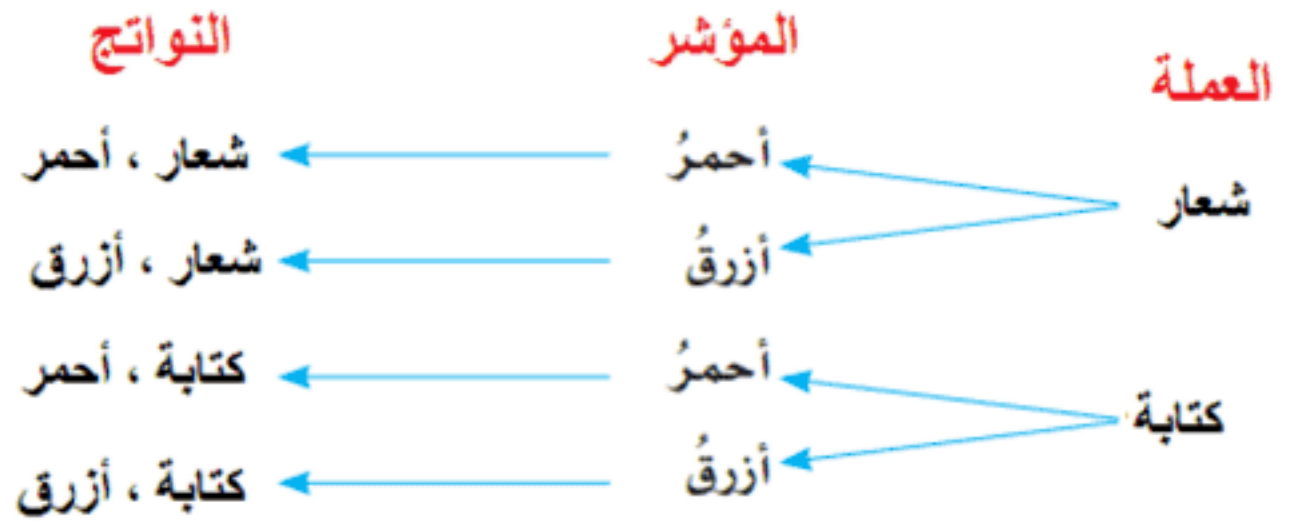 العملة المؤشر النواتج
شعار
أحمرُ شعار ، أحمر
أزرقُ شعار ، أزرق
كتابة
أحمرُ كتابة ، أحمر
أزرقُ كتابة ، أزرق